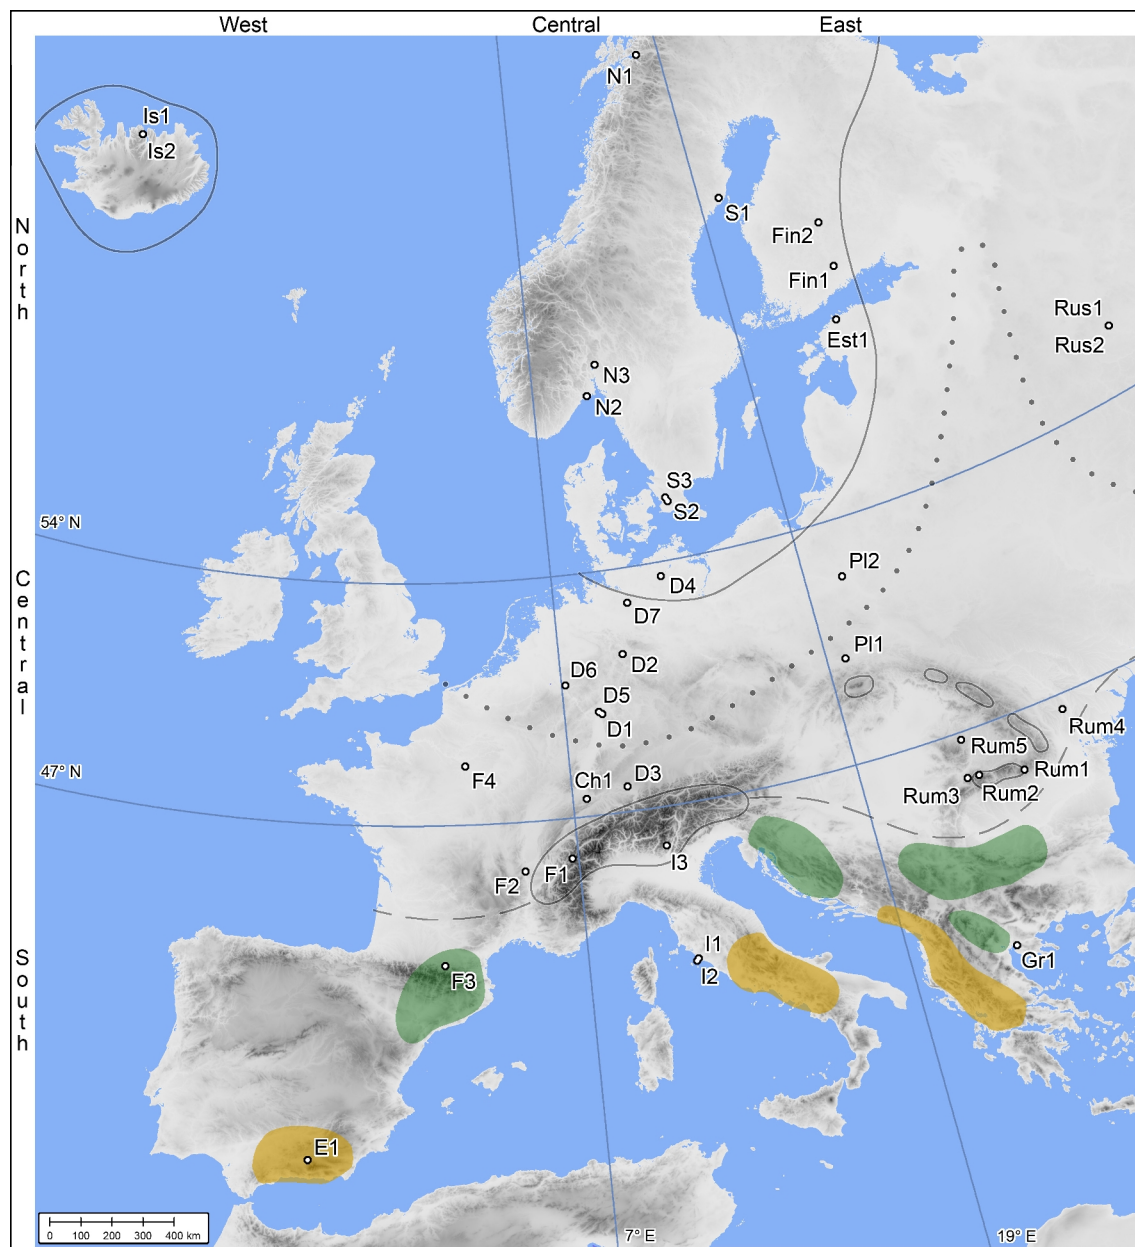 West Central East
N1
Is1
Is2
S1
Fin2
Fin1
North
Rus1
Est1
Rus2
N3
N2
S3
S2
54° N
Pl2
D4
D7
Central
D2
Pl1
D6
D5
D1
Rum4
Rum5
47° N
F4
Ch1
D3
Rum1
Rum3 Rum2
I3
F1
F2
I1
Gr1
I2
F3
South
E1
0 100 200 300 400 km
7° E
19° E